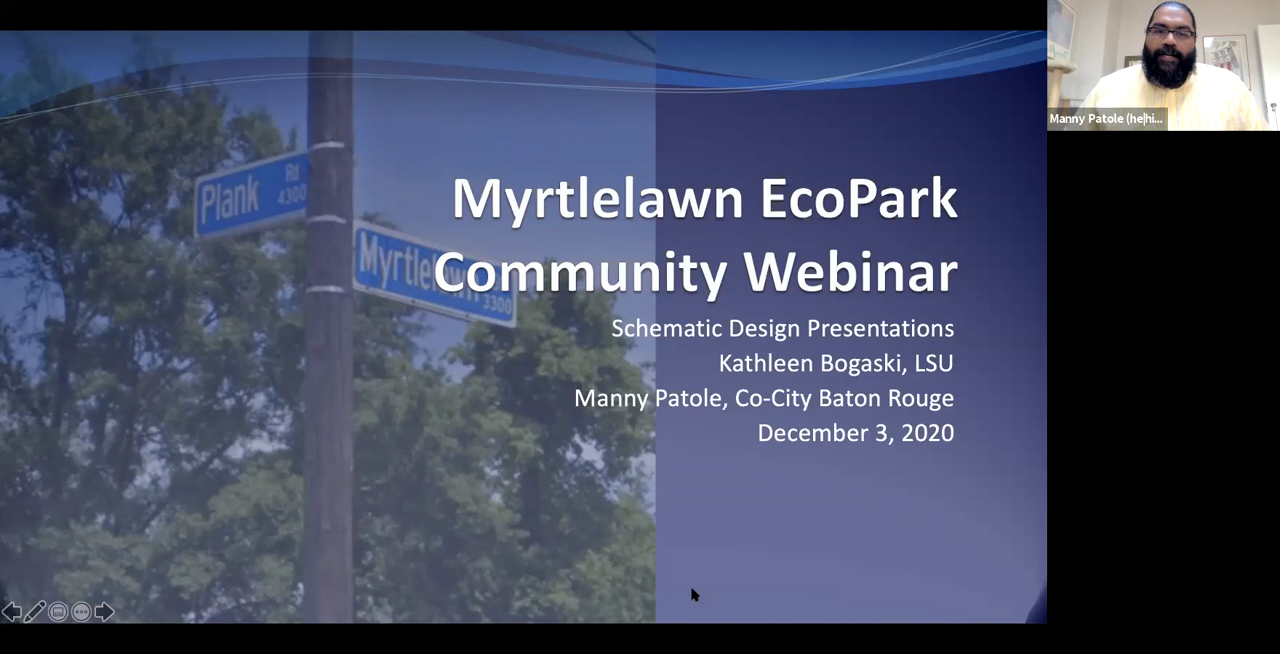 Myrtlelawn EcoPark
Community Webinar
Schematic Design Presentations
Kathleen Bogaski, LSU
Manny Patole, Co-City Baton Rouge
December 3, 2020
Plank Rd
4300
Myrtlelawn
3300
Manny Patole (he|hi...